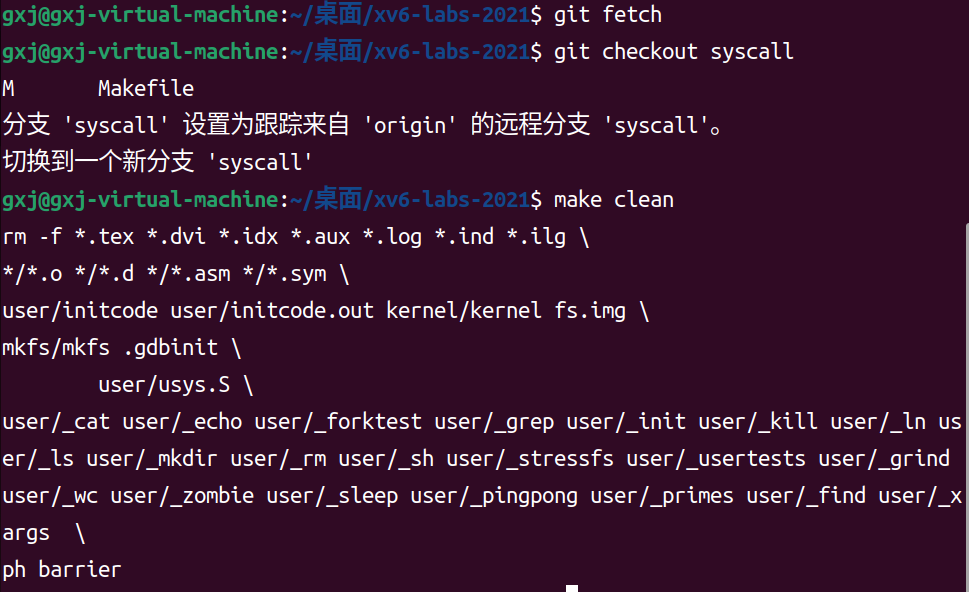 gxj@gxj-virtual-machine:~/桌面/xv6-labs-2021$ git fetch
gxj@gxj-virtual-machine:~/桌面/xv6-labs-2021$ git checkout syscall
M       Makefile
分支 'syscall' 设置为跟踪来自 'origin' 的远程分支 'syscall'。
切换到一个新分支 'syscall'
gxj@gxj-virtual-machine:~/桌面/xv6-labs-2021$ make clean
rm -f *.tex *.dvi *.idx *.aux *.log *.ind *.ilg \
*/*.o */*.d */*.asm */*.sym \
user/initcode user/initcode.out kernel/kernel fs.img \
mkfs/mkfs .gdbinit \
        user/usys.S \
user/_cat user/_echo user/_forktest user/_grep user/_init user/_kill user/_ln us
er/_ls user/_mkdir user/_rm user/_sh user/_stressfs user/_usertests user/_grind
user/_wc user/_zombie user/_sleep user/_pingpong user/_primes user/_find user/_x
args  \
ph barrier